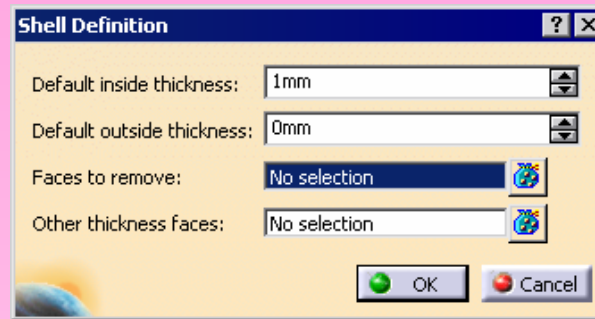 Shell Definition
Default inside thickness: 1mm
Default outside thickness: 0mm
Faces to remove: No selection
Other thickness faces: No selection
OK Cancel